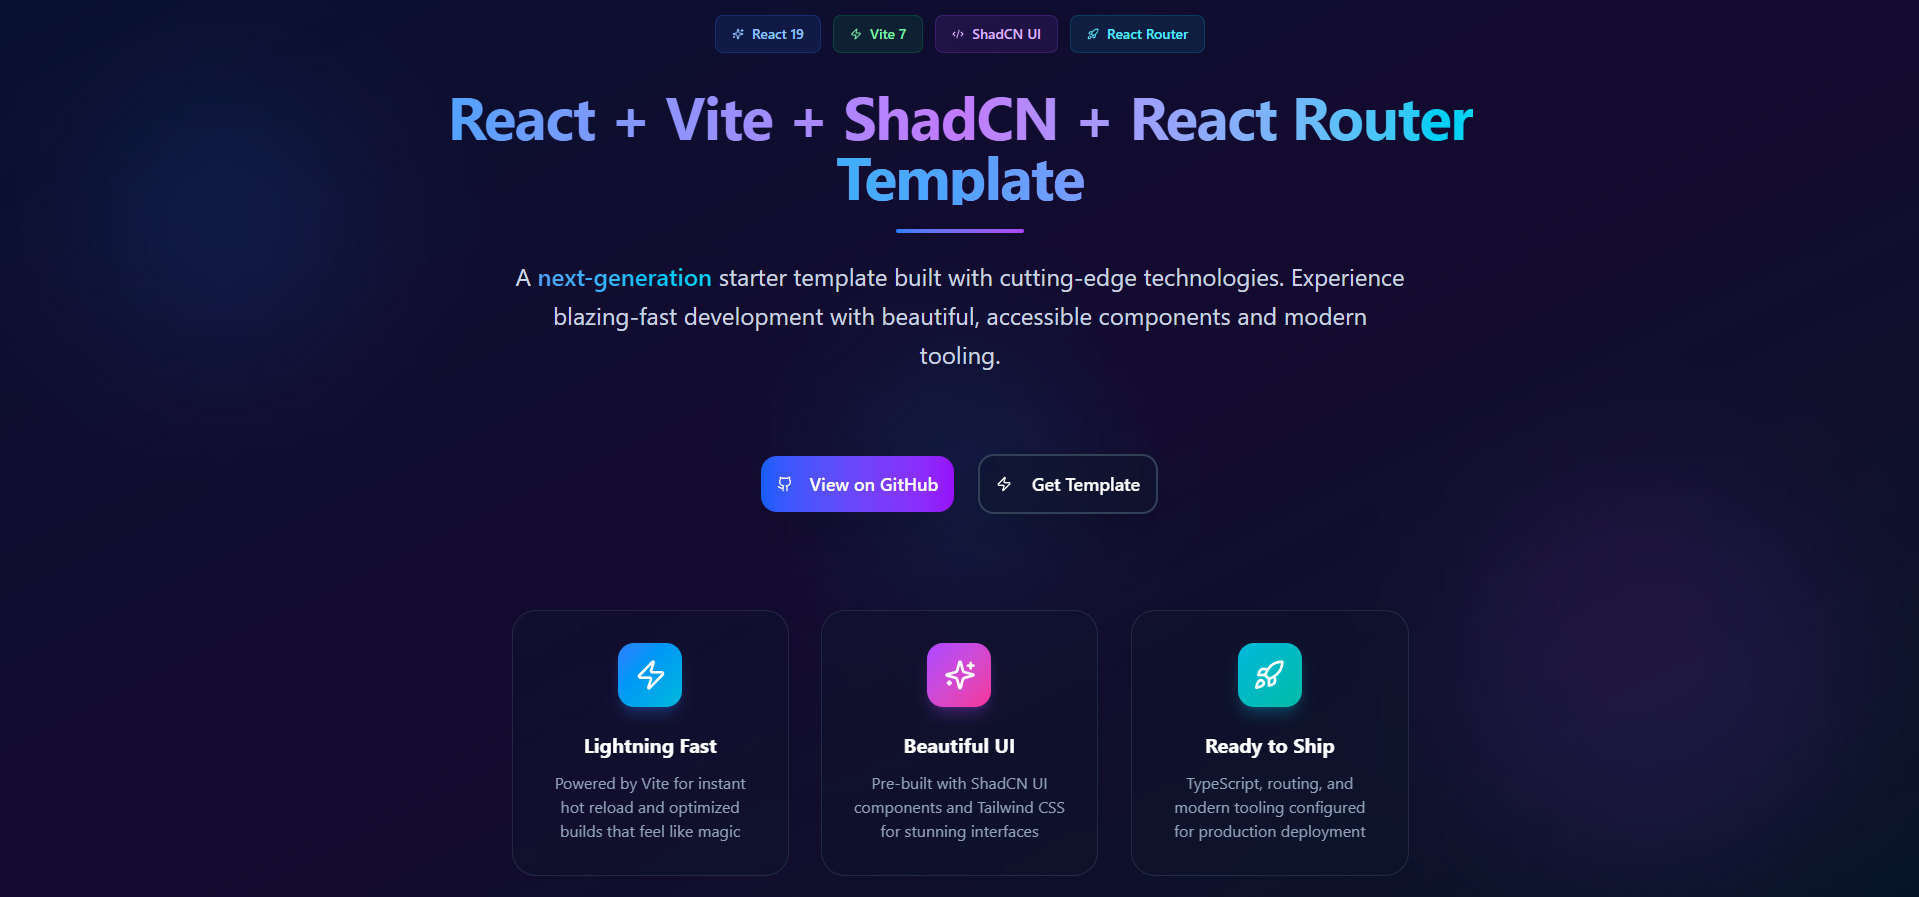 React 19
Vite 7
ShadCN UI
React Router
React + Vite + ShadCN + React Router
Template
A next-generation starter template built with cutting-edge technologies. Experience
blazing-fast development with beautiful, accessible components and modern
tooling.
View on GitHub
Get Template
Lightning Fast
Powered by Vite for instant
hot reload and optimized
builds that feel like magic
Beautiful UI
Pre-built with ShadCN UI
components and Tailwind CSS
for stunning interfaces
Ready to Ship
TypeScript, routing, and
modern tooling configured
for production deployment